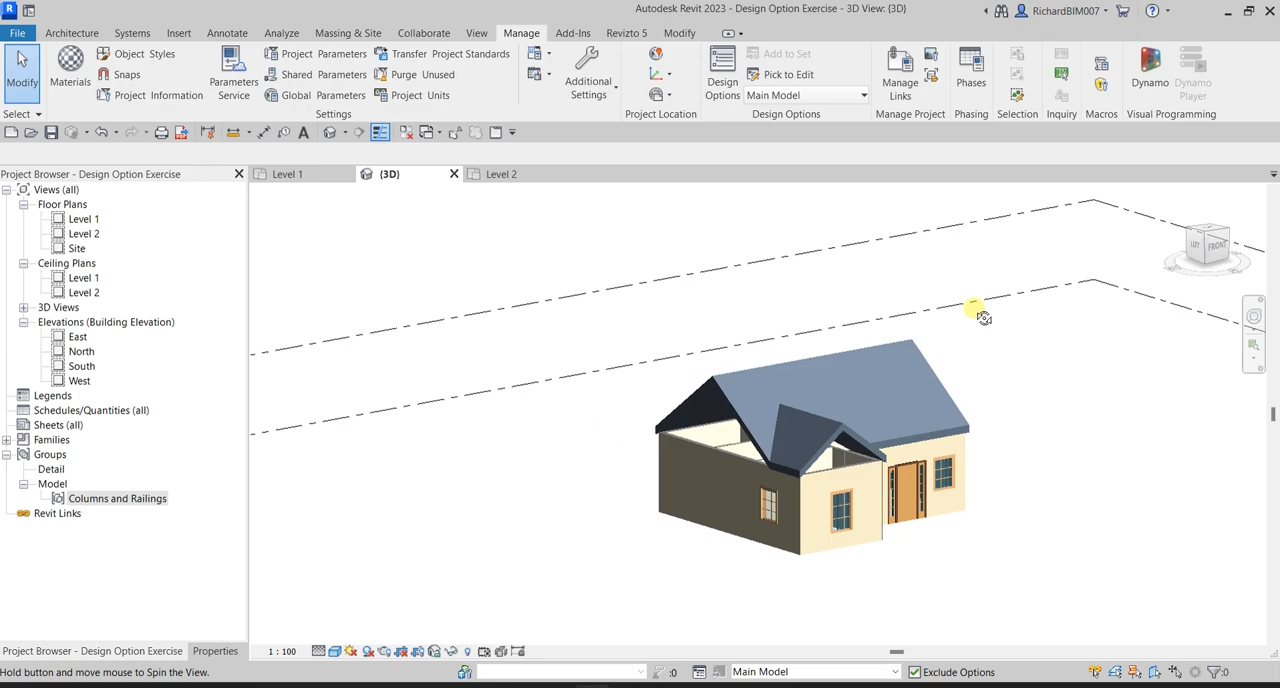 Autodesk Revit 2023 - Design Option Exercise - 3D View: {3D}
RichardBIM007
File Architecture Systems Insert Annotate Analyze Massing & Site Collaborate View Manage Add-Ins Revizto 5 Modify
Modify
Materials
Object Styles
Snaps
Project Information
Parameters Service
Project Parameters
Shared Parameters
Global Parameters
Transfer Project Standards
Purge Unused
Project Units
Additional Settings
Design Options
Add to Set
Pick to Edit
Main Model
Manage Links
Phases
Dynamo
Dynamo Player
Select Settings Project Location Design Options Manage Project Phasing Selection Inquiry Macros Visual Programming
Project Browser - Design Option Exercise
Level 1 {3D} Level 2
Views (all)
Floor Plans
Level 1
Level 2
Site
Ceiling Plans
Level 1
Level 2
3D Views
Elevations (Building Elevation)
East
North
South
West
Legends
Schedules/Quantities (all)
Sheets (all)
Families
Groups
Detail
Model
Columns and Railings
Revit Links
LEFT FRONT
Project Browser - Design Option Exercise Properties
1 : 100
Hold button and move mouse to Spin the View.
:0
Main Model
Exclude Options
:0